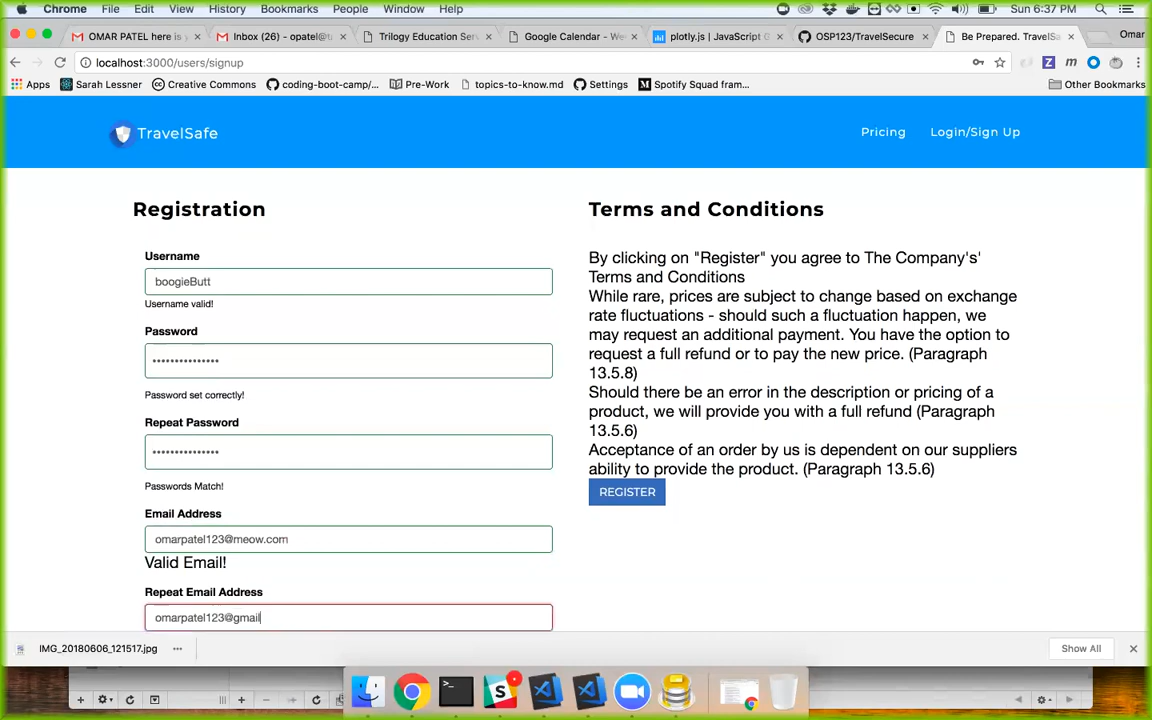 Chrome File Edit View History Bookmarks People Window Help Sun 6:37 PM
OMAR PATEL here is Inbox (26) - opatel@t Trilogy Education Ser Google Calendar - We plotly.js | JavaScript G OSP123/TravelSecure Be Prepared. TravelSa Omar
localhost:3000/users/signup
Apps Sarah Lessner Creative Commons coding-boot-camp/... Pre-Work topics-to-know.md Settings Spotify Squad fram... Other Bookmarks
TravelSafe Pricing Login/Sign Up
Registration
Username
boogieButt
Username valid!
Password
•••••••••••••••
Password set correctly!
Repeat Password
•••••••••••••••
Passwords Match!
Email Address
omarpatel123@meow.com
Valid Email!
Repeat Email Address
omarpatel123@gmail
Terms and Conditions
By clicking on "Register" you agree to The Company's'
Terms and Conditions
While rare, prices are subject to change based on exchange
rate fluctuations - should such a fluctuation happen, we
may request an additional payment. You have the option to
request a full refund or to pay the new price. (Paragraph
13.5.8)
Should there be an error in the description or pricing of a
product, we will provide you with a full refund (Paragraph
13.5.6)
Acceptance of an order by us is dependent on our suppliers
ability to provide the product. (Paragraph 13.5.6)
REGISTER
IMG_20180606_121517.jpg Show All